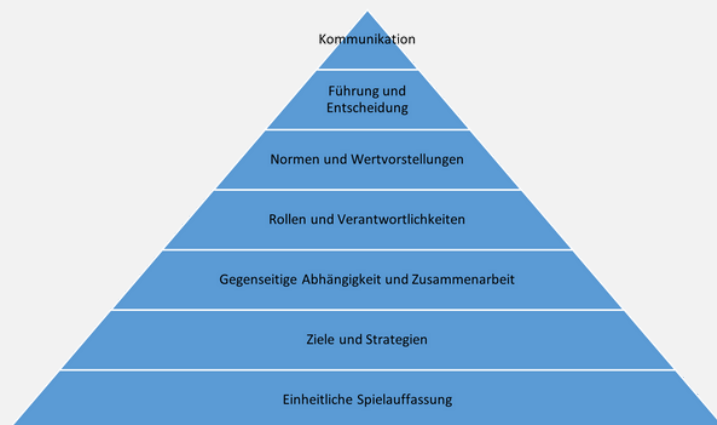 Kommunikation
Führung und
Entscheidung
Normen und Wertvorstellungen
Rollen und Verantwortlichkeiten
Gegenseitige Abhängigkeit und Zusammenarbeit
Ziele und Strategien
Einheitliche Spielauffassung